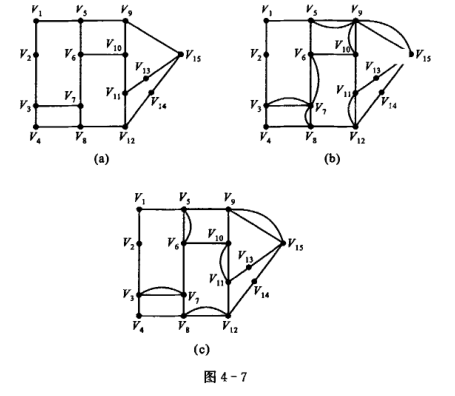 V1 V5 V9
V2 V6 V10 V15
V13
V11 V14
V3 V7
V4 V8 V12
(a)
V1 V5 V9
V2 V6 V10 V15
V13
V11 V14
V3 V7
V4 V8 V12
(b)
V1 V5 V9
V2 V6 V10 V15
V13
V11 V14
V3 V7
V4 V8 V12
(c)
图 4-7